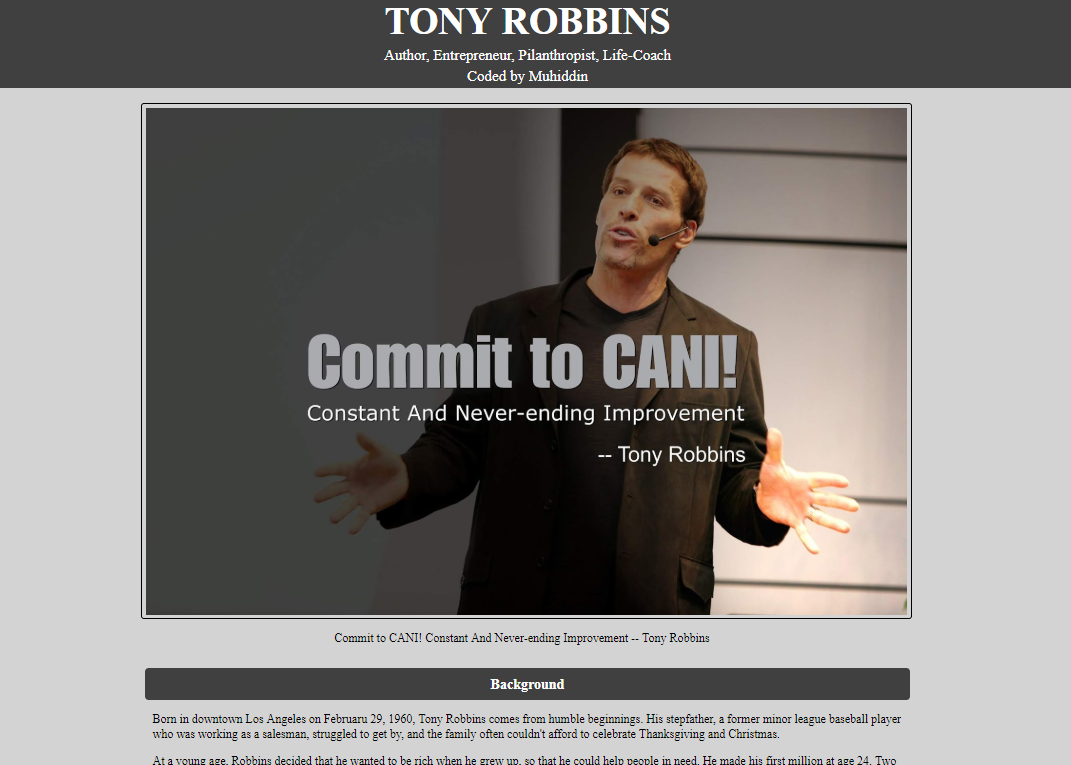 TONY ROBBINS
Author, Entrepreneur, Pilanthropist, Life-Coach
Coded by Muhiddin
Commit to CANI!
Constant And Never-ending Improvement
-- Tony Robbins
Commit to CANI! Constant And Never-ending Improvement -- Tony Robbins
Background
Born in downtown Los Angeles on Februaru 29, 1960, Tony Robbins comes from humble beginnings. His stepfather, a former minor league baseball player
who was working as a salesman, struggled to get by, and the family often couldn't afford to celebrate Thanksgiving and Christmas.
At a young age, Robbins decided that he wanted to be rich when he grew up, so that he could help people in need. He made his first million at age 24. Two